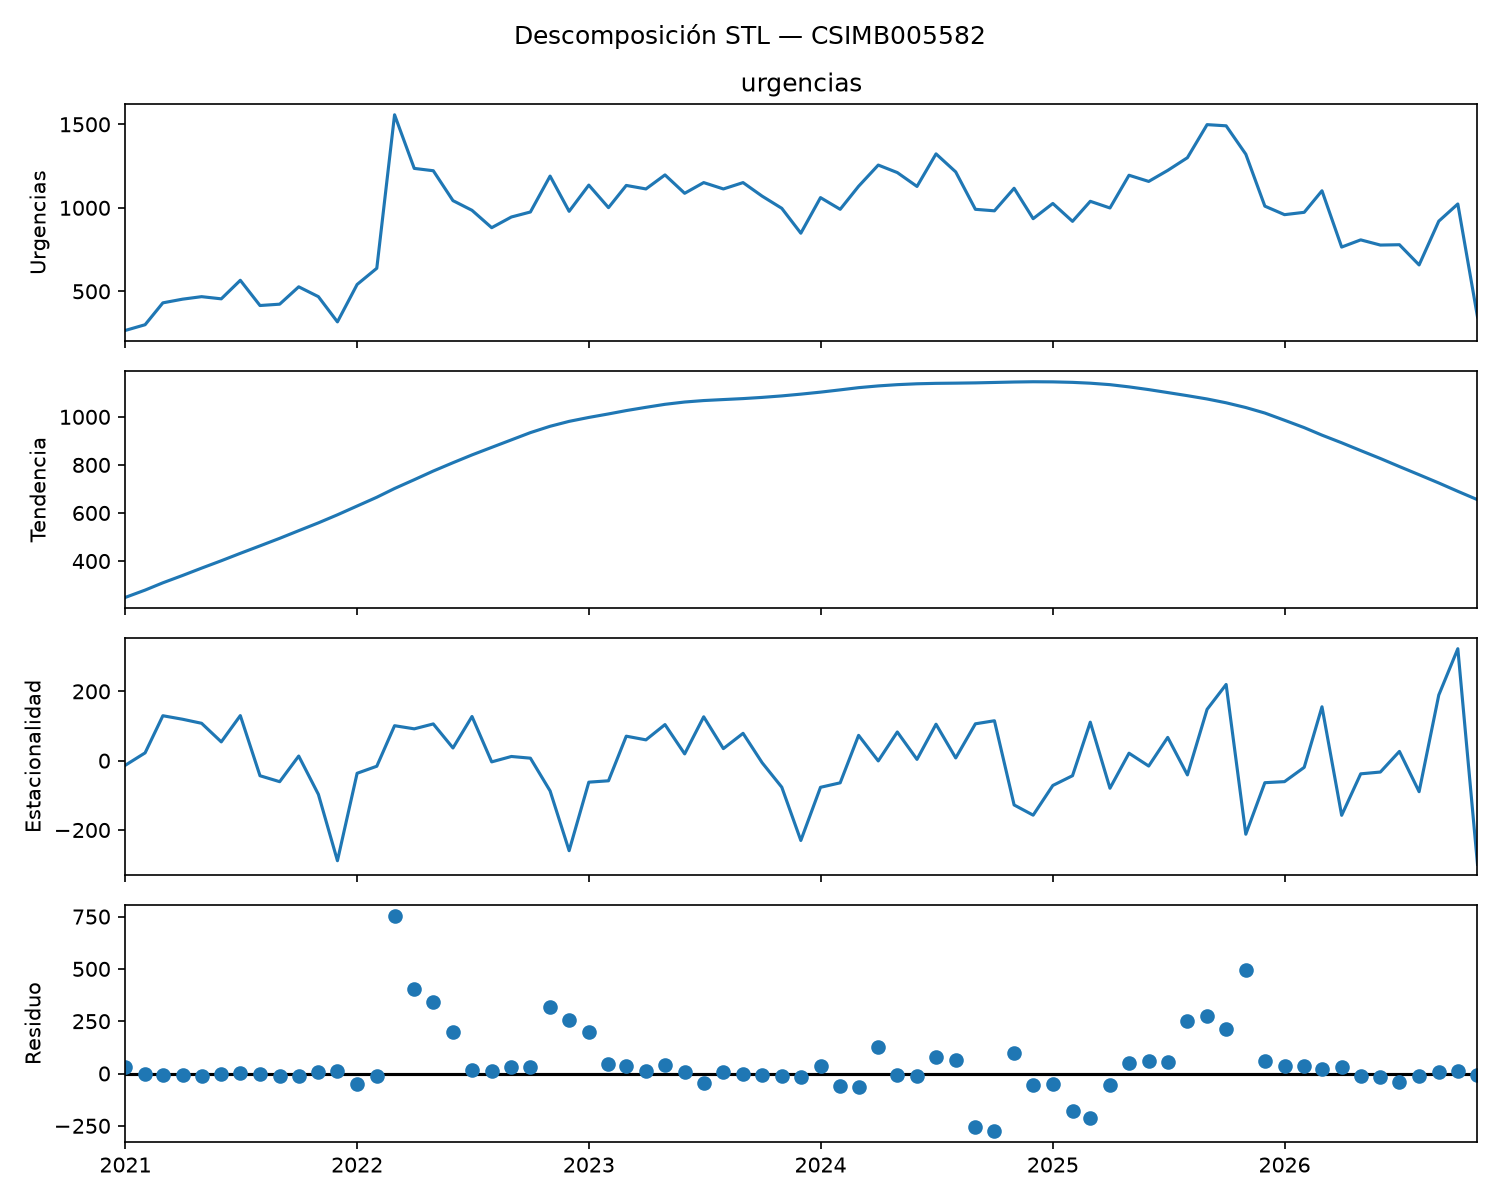 Descomposición STL — CSIMB005582
urgencias
Urgencias
1500
1000
500
Tendencia
1000
800
600
400
Estacionalidad
200
0
−200
Residuo
750
500
250
0
−250
2021 2022 2023 2024 2025 2026